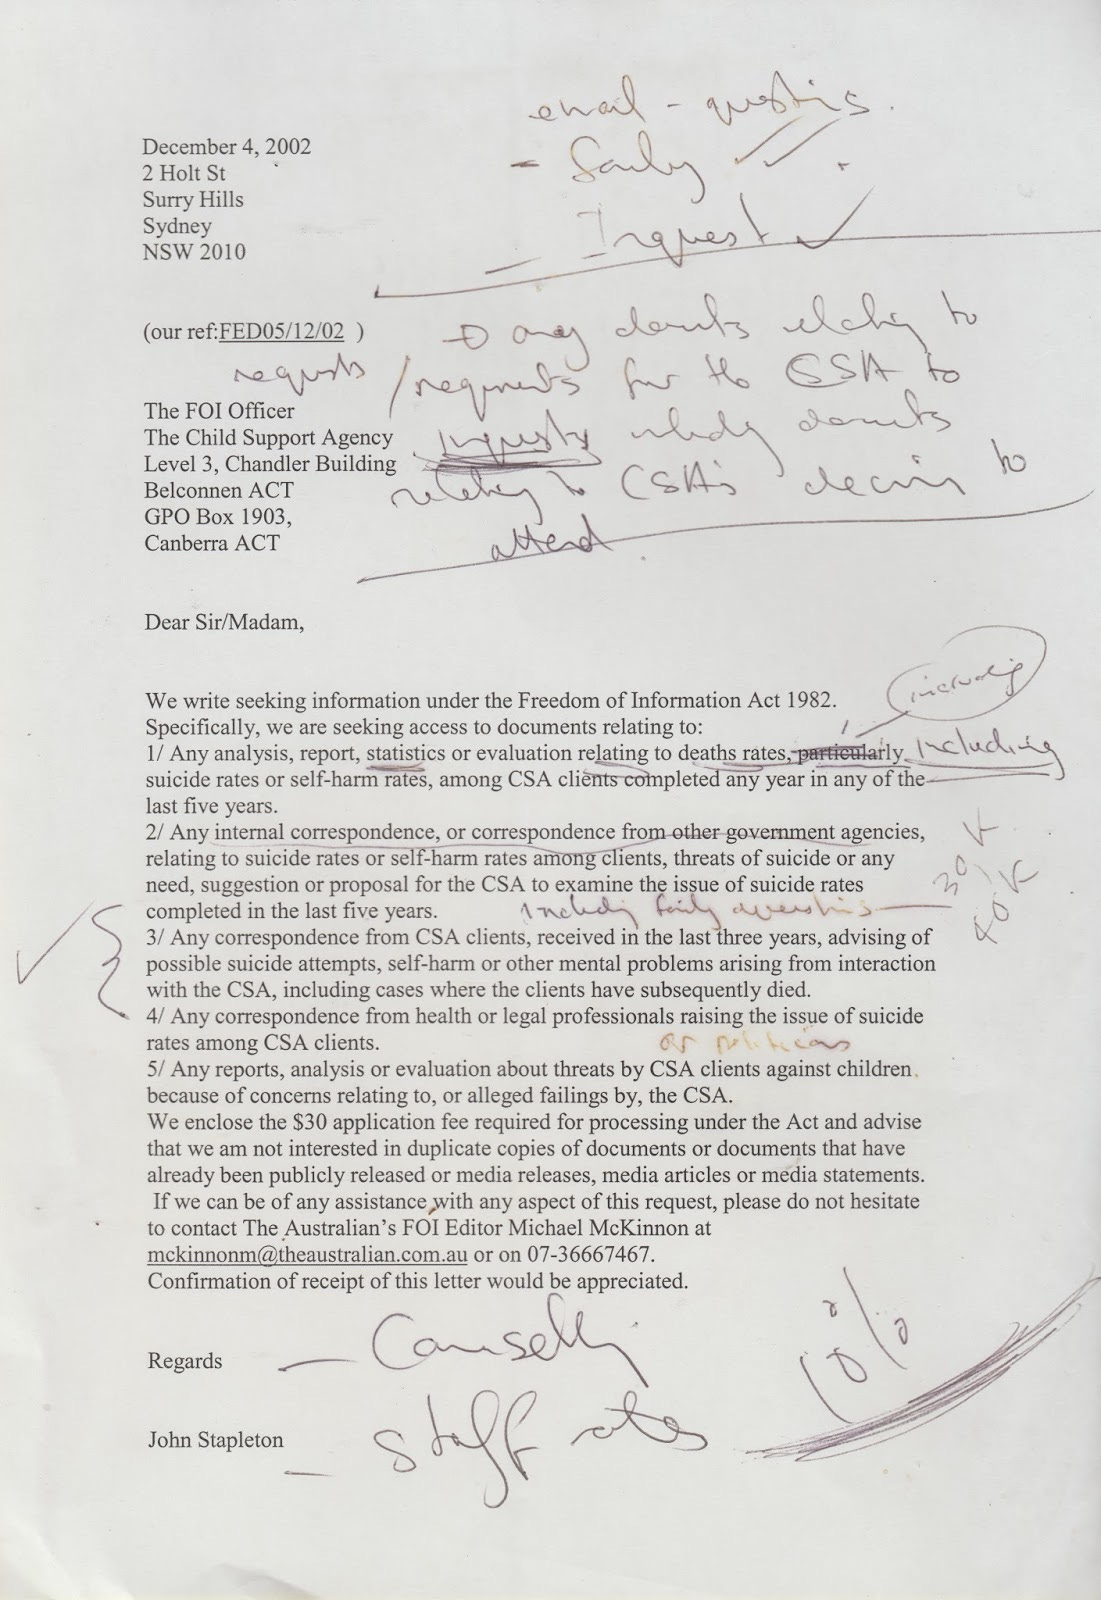 email - questions.
- family
- Inquest
December 4, 2002
2 Holt St
Surry Hills
Sydney
NSW 2010
(our ref:FED05/12/02 )
any relating to
requests / for the CSA to
inquests including
relating to CSA's decision to
attend
The FOI Officer
The Child Support Agency
Level 3, Chandler Building
Belconnen ACT
GPO Box 1903,
Canberra ACT
Dear Sir/Madam,
including
We write seeking information under the Freedom of Information Act 1982.
Specifically, we are seeking access to documents relating to:
1/ Any analysis, report, statistics or evaluation relating to deaths rates, particularly including
suicide rates or self-harm rates, among CSA clients completed any year in any of the
last five years.
2/ Any internal correspondence, or correspondence from other government agencies,
relating to suicide rates or self-harm rates among clients, threats of suicide or any
need, suggestion or proposal for the CSA to examine the issue of suicide rates
completed in the last five years. including family
30
40
3/ Any correspondence from CSA clients, received in the last three years, advising of
possible suicide attempts, self-harm or other mental problems arising from interaction
with the CSA, including cases where the clients have subsequently died.
4/ Any correspondence from health or legal professionals raising the issue of suicide
rates among CSA clients. or politicians
5/ Any reports, analysis or evaluation about threats by CSA clients against children
because of concerns relating to, or alleged failings by, the CSA.
We enclose the $30 application fee required for processing under the Act and advise
that we am not interested in duplicate copies of documents or documents that have
already been publicly released or media releases, media articles or media statements.
If we can be of any assistance with any aspect of this request, please do not hesitate
to contact The Australian's FOI Editor Michael McKinnon at
mckinnonm@theaustralian.com.au or on 07-36667467.
Confirmation of receipt of this letter would be appreciated.
Regards
10%
John Stapleton
- Staff rates